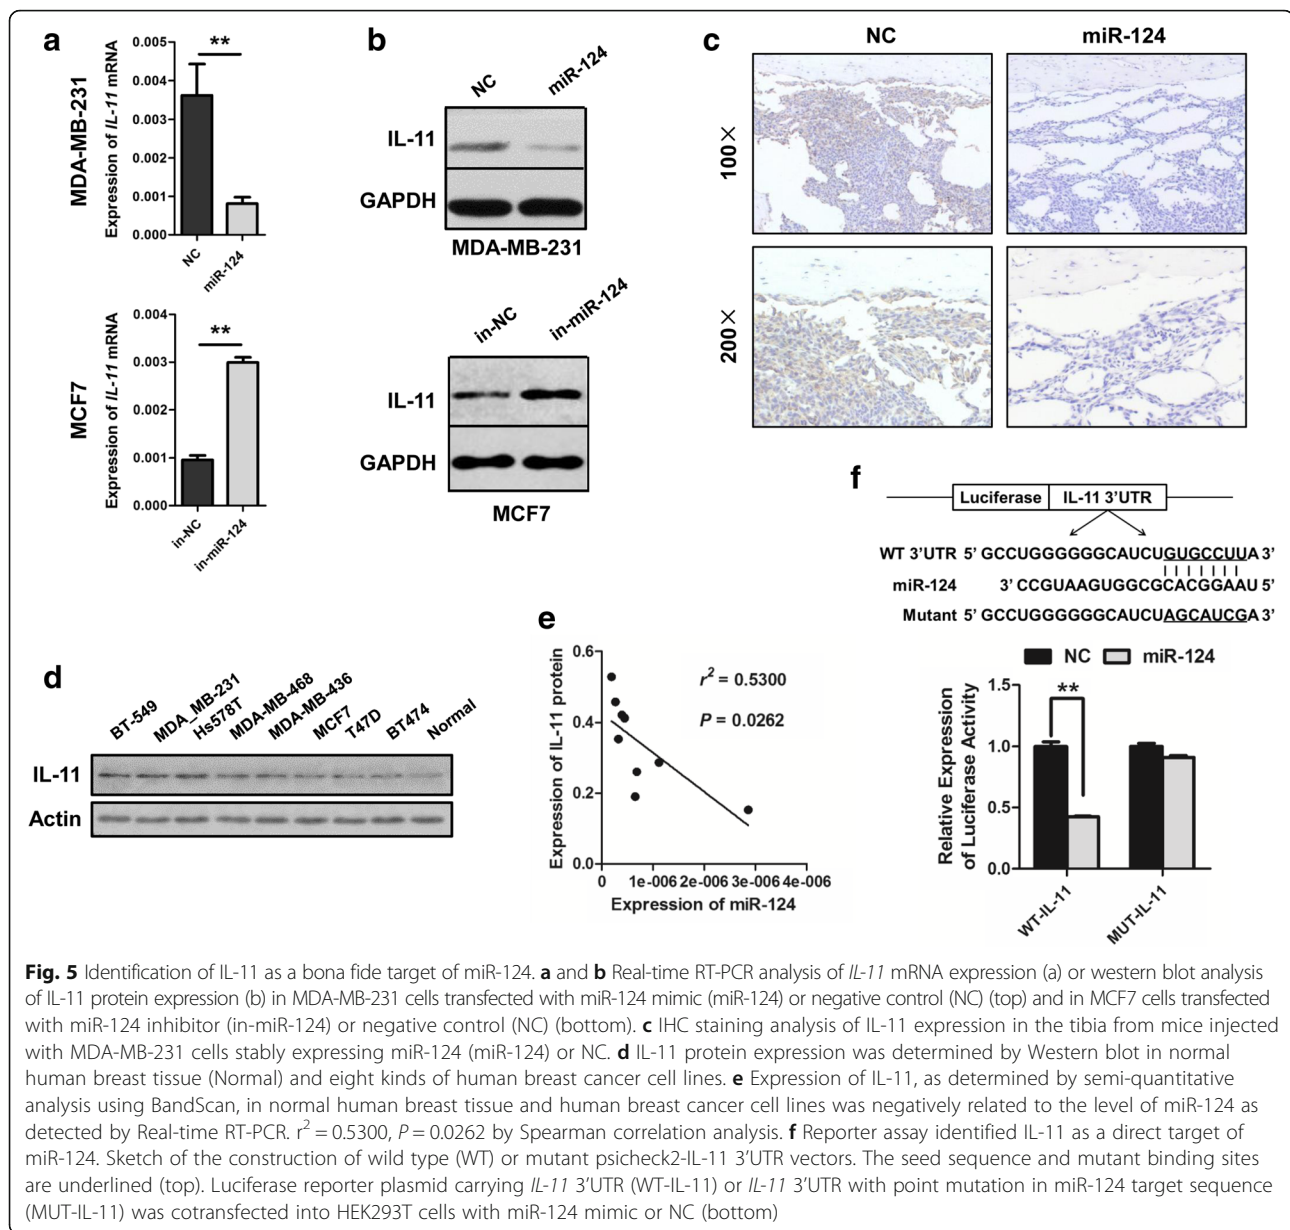 a
MDA-MB-231
Expression of IL-11 mRNA
0.005
0.004
0.003
0.002
0.001
0.000
**
NC
miR-124
MCF7
Expression of IL-11 mRNA
0.004
0.003
0.002
0.001
0.000
**
in-NC
in-miR-124
b
NC
miR-124
IL-11
GAPDH
MDA-MB-231
in-NC
in-miR-124
IL-11
GAPDH
MCF7
c
NC
miR-124
100×
200×
d
BT-549
MDA_MB-231
Hs578T
MDA-MB-468
MDA-MB-436
MCF7
T47D
BT474
Normal
IL-11
Actin
e
Expression of IL-11 protein
0.6
0.4
0.2
0.0
r² = 0.5300
P = 0.0262
0
1e-006
2e-006
3e-006
4e-006
Expression of miR-124
f
Luciferase
IL-11 3'UTR
WT 3'UTR 5' GCCUGGGGGGCAUCUGUGCCUUA 3'
miR-124 3' CCGUAAGUGGCGCACGGAAU 5'
Mutant 5' GCCUGGGGGGCAUCUAGCAUCGA 3'
NC
miR-124
Relative Expression
of Luciferase Activity
1.5
1.0
0.5
0.0
**
WT-IL-11
MUT-IL-11
Fig. 5 Identification of IL-11 as a bona fide target of miR-124. a and b Real-time RT-PCR analysis of IL-11 mRNA expression (a) or western blot analysis
of IL-11 protein expression (b) in MDA-MB-231 cells transfected with miR-124 mimic (miR-124) or negative control (NC) (top) and in MCF7 cells transfected
with miR-124 inhibitor (in-miR-124) or negative control (NC) (bottom). c IHC staining analysis of IL-11 expression in the tibia from mice injected
with MDA-MB-231 cells stably expressing miR-124 (miR-124) or NC. d IL-11 protein expression was determined by Western blot in normal
human breast tissue (Normal) and eight kinds of human breast cancer cell lines. e Expression of IL-11, as determined by semi-quantitative
analysis using BandScan, in normal human breast tissue and human breast cancer cell lines was negatively related to the level of miR-124 as
detected by Real-time RT-PCR. r² = 0.5300, P = 0.0262 by Spearman correlation analysis. f Reporter assay identified IL-11 as a direct target of
miR-124. Sketch of the construction of wild type (WT) or mutant psicheck2-IL-11 3'UTR vectors. The seed sequence and mutant binding sites
are underlined (top). Luciferase reporter plasmid carrying IL-11 3'UTR (WT-IL-11) or IL-11 3'UTR with point mutation in miR-124 target sequence
(MUT-IL-11) was cotransfected into HEK293T cells with miR-124 mimic or NC (bottom)